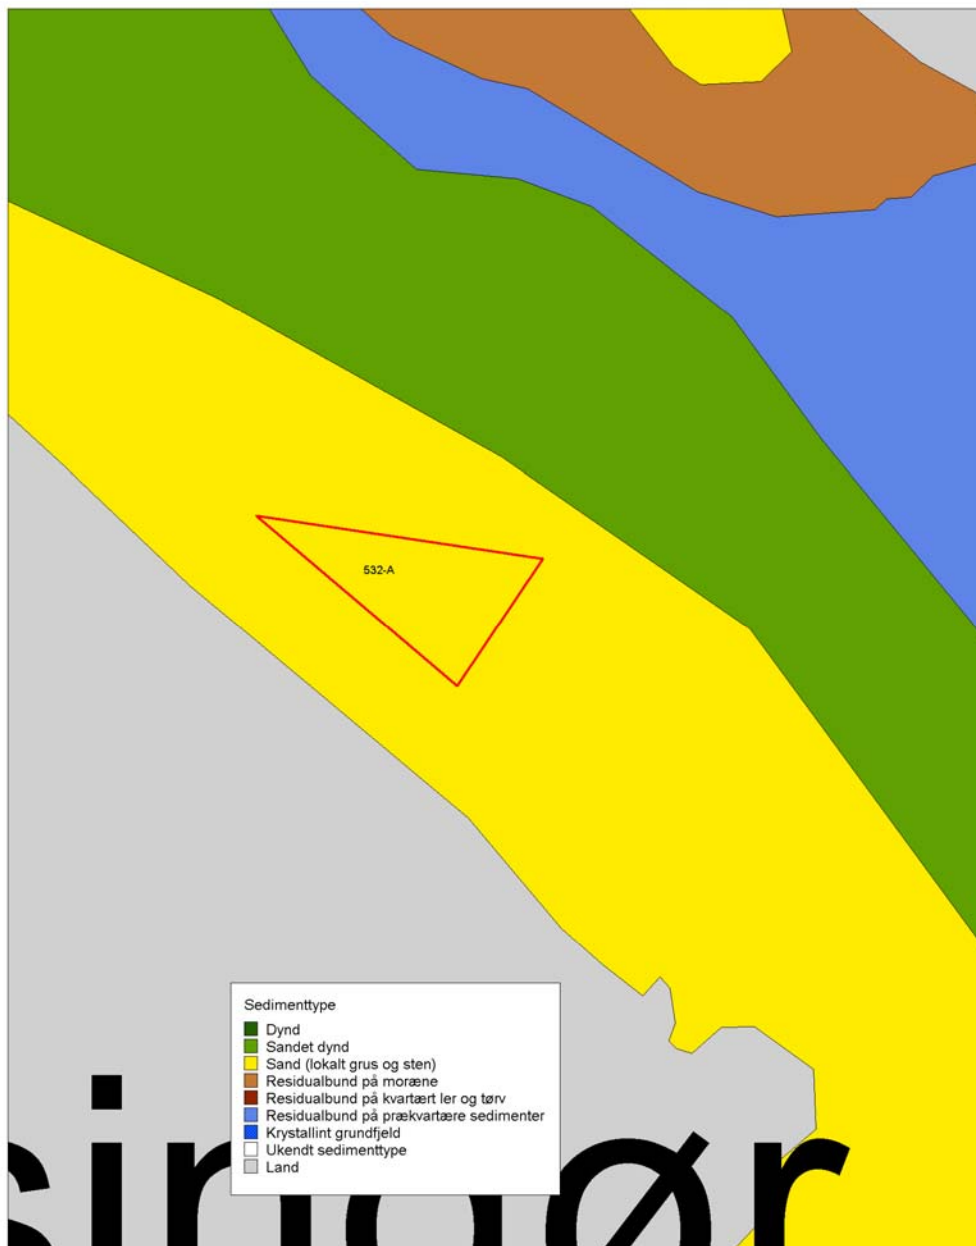 532-A
Sedimenttype
Dynd
Sandet dynd
Sand (lokalt grus og sten)
Residualbund på moræne
Residualbund på kvartært ler og tørv
Residualbund på prækvartære sedimenter
Krystallint grundfjeld
Ukendt sedimenttype
Land
singør